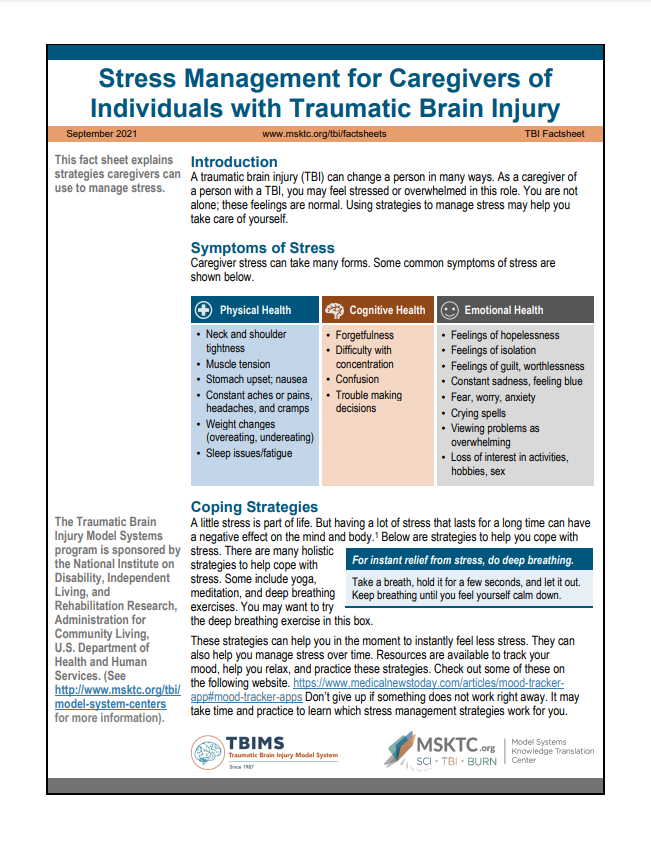 Stress Management for Caregivers of
Individuals with Traumatic Brain Injury
September 2021 www.msktc.org/tbi/factsheets TBI Factsheet
This fact sheet explains
strategies caregivers can
use to manage stress.
Introduction
A traumatic brain injury (TBI) can change a person in many ways. As a caregiver of
a person with a TBI, you may feel stressed or overwhelmed in this role. You are not
alone; these feelings are normal. Using strategies to manage stress may help you
take care of yourself.
Symptoms of Stress
Caregiver stress can take many forms. Some common symptoms of stress are
shown below.
Physical Health
• Neck and shoulder
tightness
• Muscle tension
• Stomach upset; nausea
• Constant aches or pains,
headaches, and cramps
• Weight changes
(overeating, undereating)
• Sleep issues/fatigue
Cognitive Health
• Forgetfulness
• Difficulty with
concentration
• Confusion
• Trouble making
decisions
Emotional Health
• Feelings of hopelessness
• Feelings of isolation
• Feelings of guilt, worthlessness
• Constant sadness, feeling blue
• Fear, worry, anxiety
• Crying spells
• Viewing problems as
overwhelming
• Loss of interest in activities,
hobbies, sex
The Traumatic Brain
Injury Model Systems
program is sponsored by
the National Institute on
Disability, Independent
Living, and
Rehabilitation Research,
Administration for
Community Living,
U.S. Department of
Health and Human
Services. (See
http://www.msktc.org/tbi/
model-system-centers
for more information).
Coping Strategies
A little stress is part of life. But having a lot of stress that lasts for a long time can have
a negative effect on the mind and body.¹ Below are strategies to help you cope with
stress. There are many holistic
strategies to help cope with
stress. Some include yoga,
meditation, and deep breathing
exercises. You may want to try
the deep breathing exercise in this box.
For instant relief from stress, do deep breathing.
Take a breath, hold it for a few seconds, and let it out.
Keep breathing until you feel yourself calm down.
These strategies can help you in the moment to instantly feel less stress. They can
also help you manage stress over time. Resources are available to track your
mood, help you relax, and practice these strategies. Check out some of these on
the following website. https://www.medicalnewstoday.com/articles/mood-tracker-
app#mood-tracker-apps Don’t give up if something does not work right away. It may
take time and practice to learn which stress management strategies work for you.
TBIMS
Traumatic Brain Injury Model System
Since 1987
MSKTC.org
SCI • TBI • BURN
Model Systems
Knowledge Translation
Center